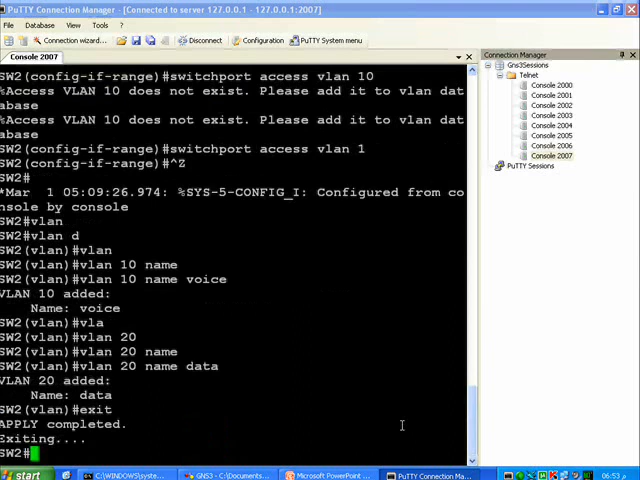 PuTTY Connection Manager - [Connected to server 127.0.0.1 - 127.0.0.1:2007]
File Database View Tools
Connection wizard... Disconnect Configuration PuTTY System menu
Console 2007
SW2(config-if-range)#switchport access vlan 10
%Access VLAN 10 does not exist. Please add it to vlan dat
abase
%Access VLAN 10 does not exist. Please add it to vlan dat
abase
SW2(config-if-range)#switchport access vlan 1
SW2(config-if-range)#^Z
SW2#
*Mar  1 05:09:26.974: %SYS-5-CONFIG_I: Configured from co
nsole by console
SW2#vlan
SW2#vlan d
SW2(vlan)#vlan
SW2(vlan)#vlan 10 name
SW2(vlan)#vlan 10 name voice
VLAN 10 added:
Name: voice
SW2(vlan)#vla
SW2(vlan)#vlan 20
SW2(vlan)#vlan 20 name
SW2(vlan)#vlan 20 name data
VLAN 20 added:
Name: data
SW2(vlan)#exit
APPLY completed.
Exiting....
SW2#
Connection Manager
Gns3Sessions
Telnet
Console 2000
Console 2001
Console 2002
Console 2003
Console 2004
Console 2005
Console 2006
Console 2007
PuTTY Sessions
start
C:\WINDOWS\syste...
GNS3 - C:\Documents...
Microsoft PowerPoint ...
PuTTY Connection Ma...
06:53